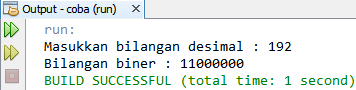 Output - coba (run)
run:
Masukkan bilangan desimal : 192
Bilangan biner : 11000000
BUILD SUCCESSFUL (total time: 1 second)